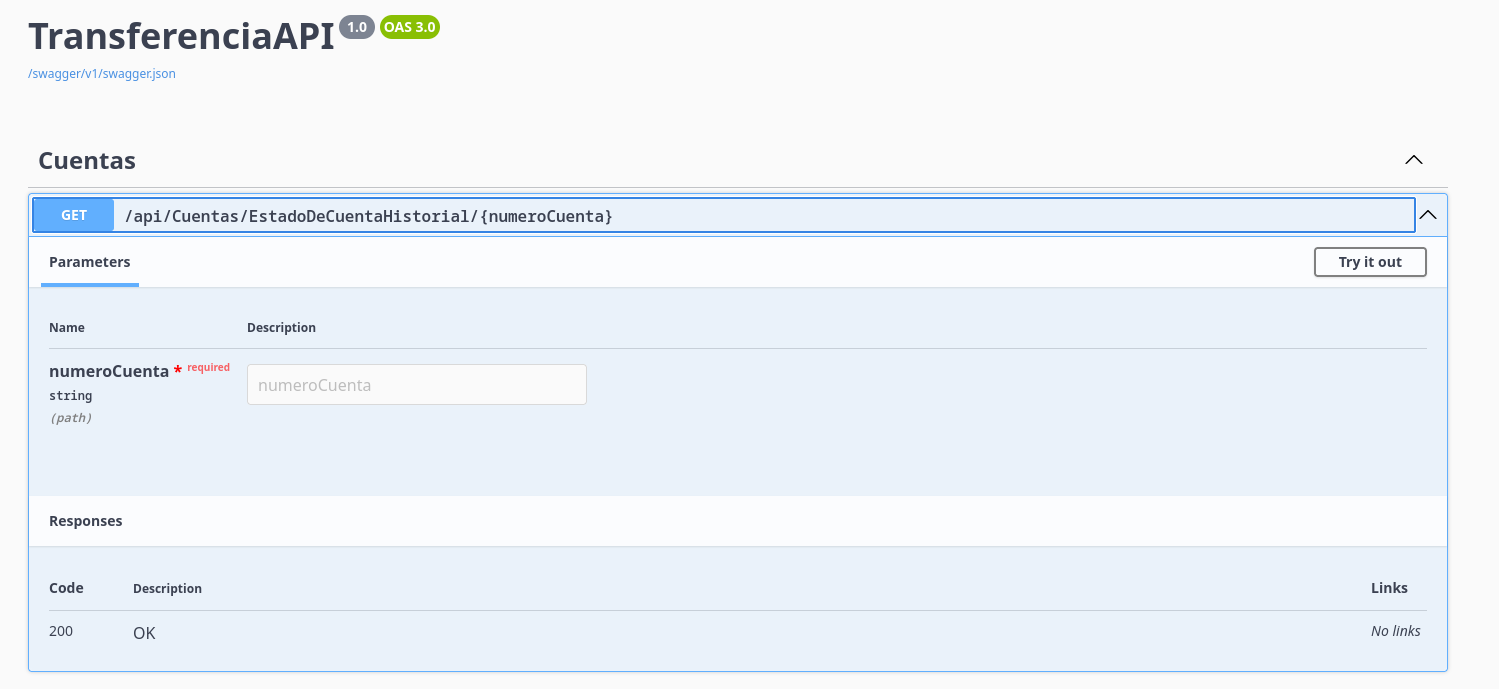 TransferenciaAPI 1.0 OAS 3.0
/swagger/v1/swagger.json
Cuentas
GET /api/Cuentas/EstadoDeCuentaHistorial/{numeroCuenta}
Parameters Try it out
Name Description
numeroCuenta * required numeroCuenta
string
(path)
Responses
Code Description Links
200 OK No links